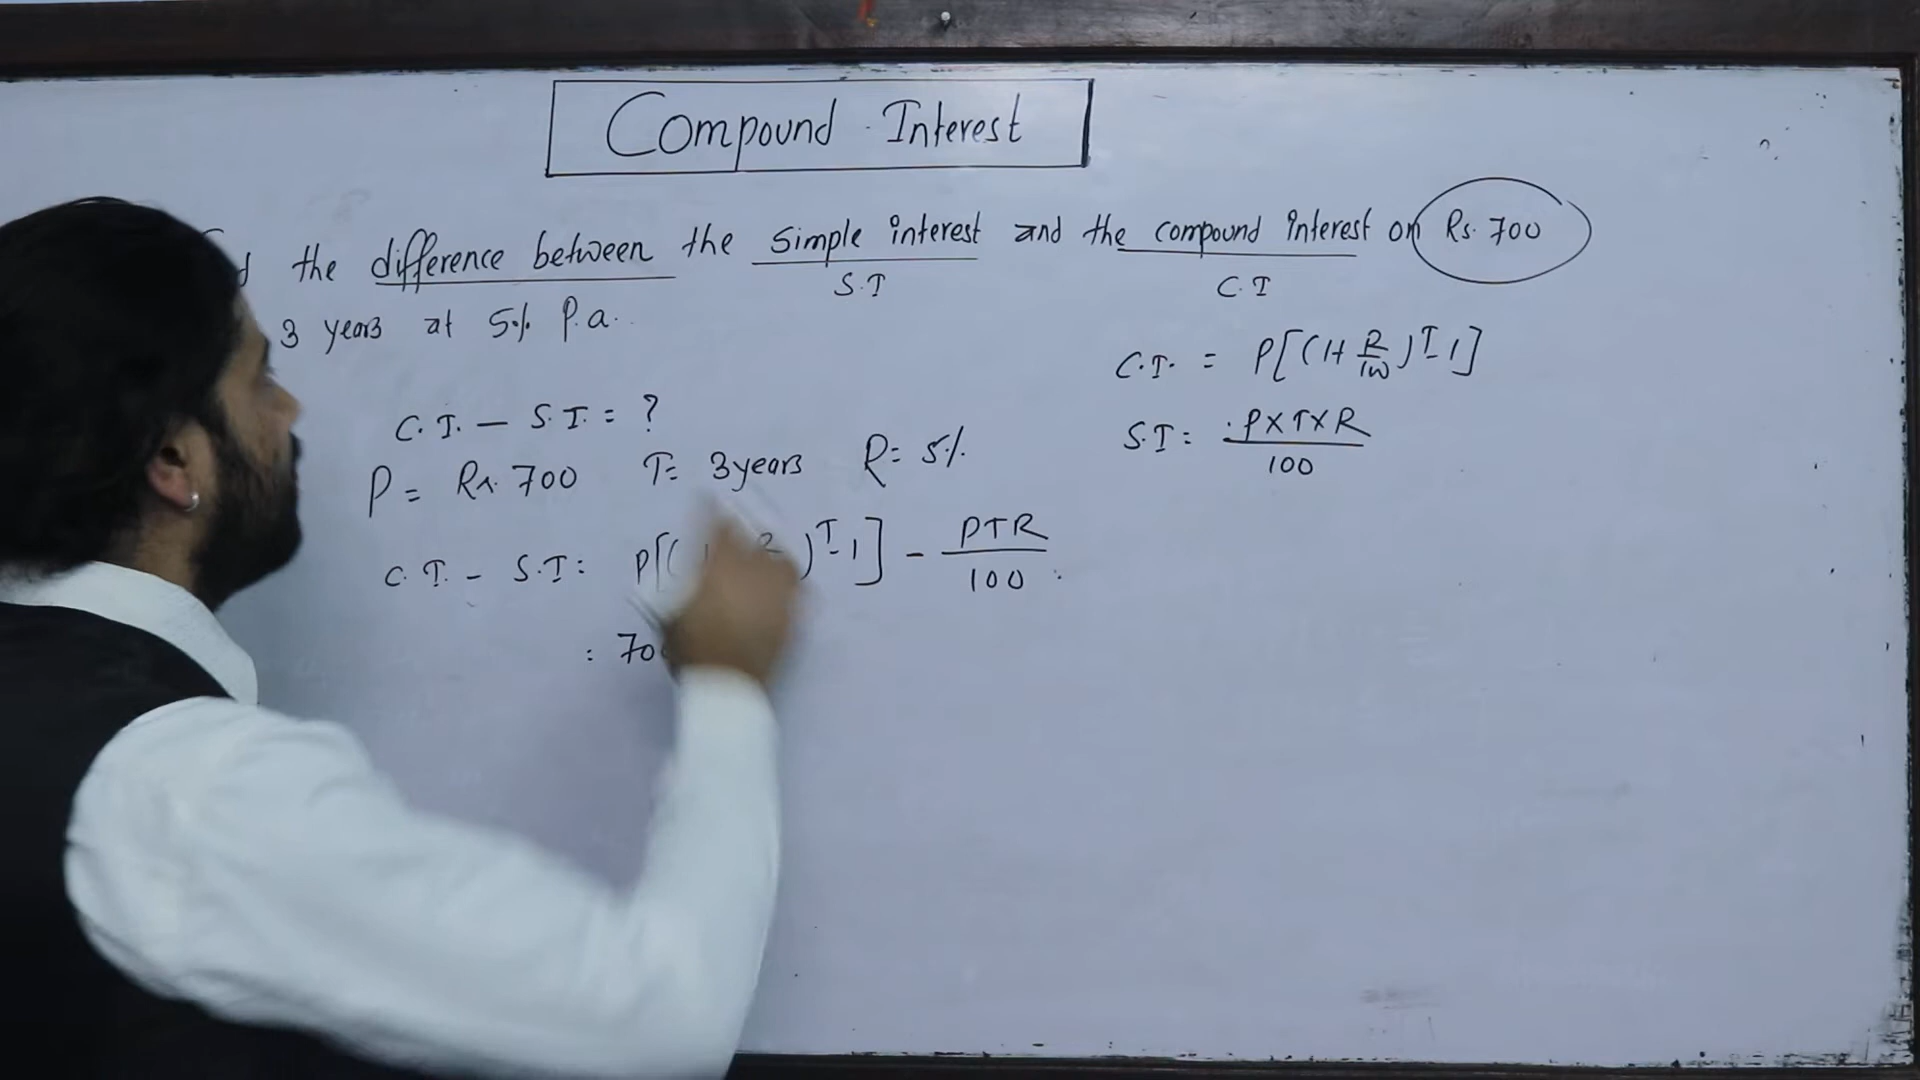 Compound Interest
the difference between the simple interest and the compound interest on Rs. 700
S.I C.I
3 years at 5% P.a.
C.I. = P[(1+R/100)^T-1]
C.I. - S.I. = ?
S.I = P×T×R/100
P = Rs. 700 T= 3years R= 5%
C.I. - S.I = P[( R )^T-1] - PTR/100
= 70